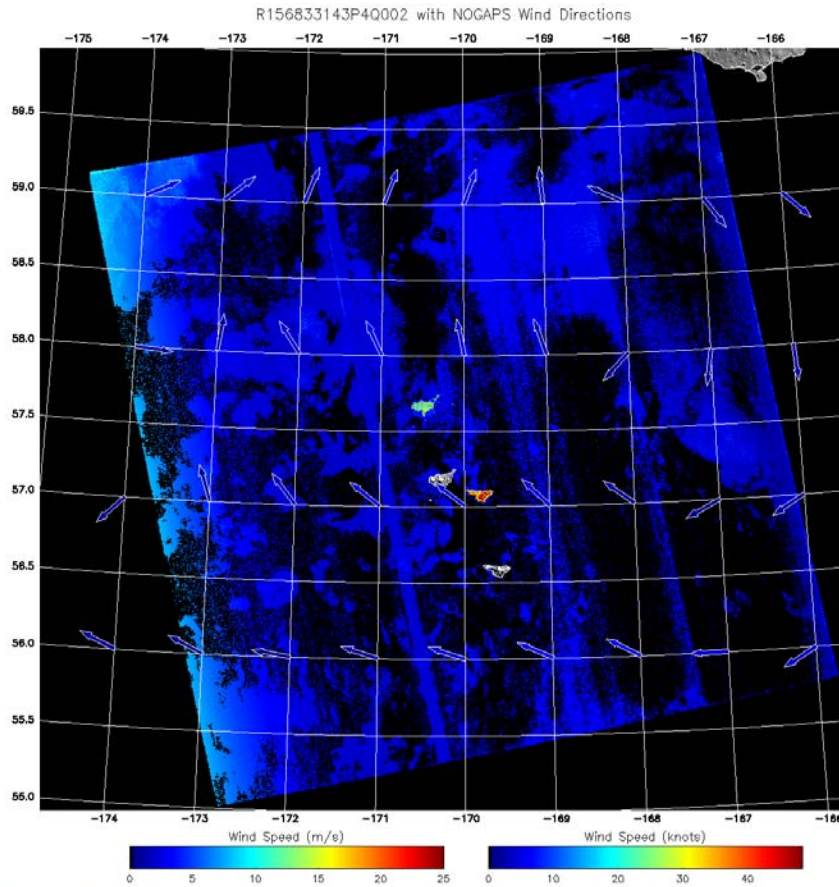 R156833143P4Q002 with NOGAPS Wind Directions
−175 −174 −173 −172 −171 −170 −169 −168 −167 −166
59.5
59.0
58.5
58.0
57.5
57.0
56.5
56.0
55.5
55.0
−174 −173 −172 −171 −170 −169 −168 −167 −166
Wind Speed (m/s) Wind Speed (knots)
0 5 10 15 20 25 0 10 20 30 40